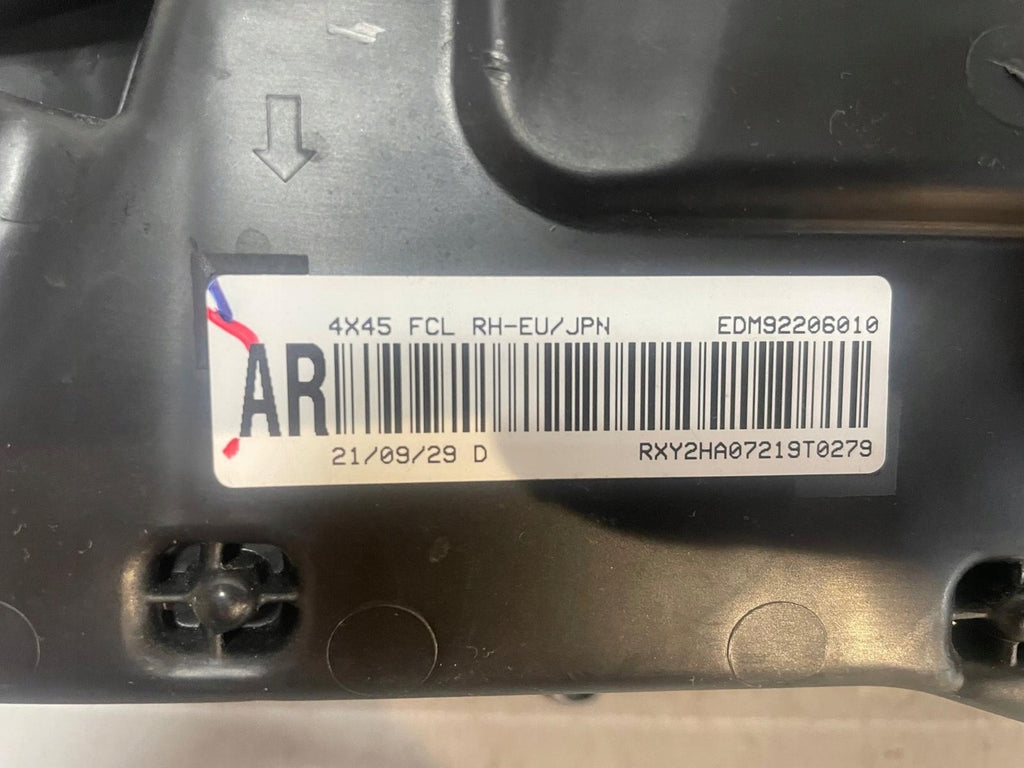 4X45 FCL RH-EU/JPN EDM92206010
AR
21/09/29 D RXY2HA07219T0279